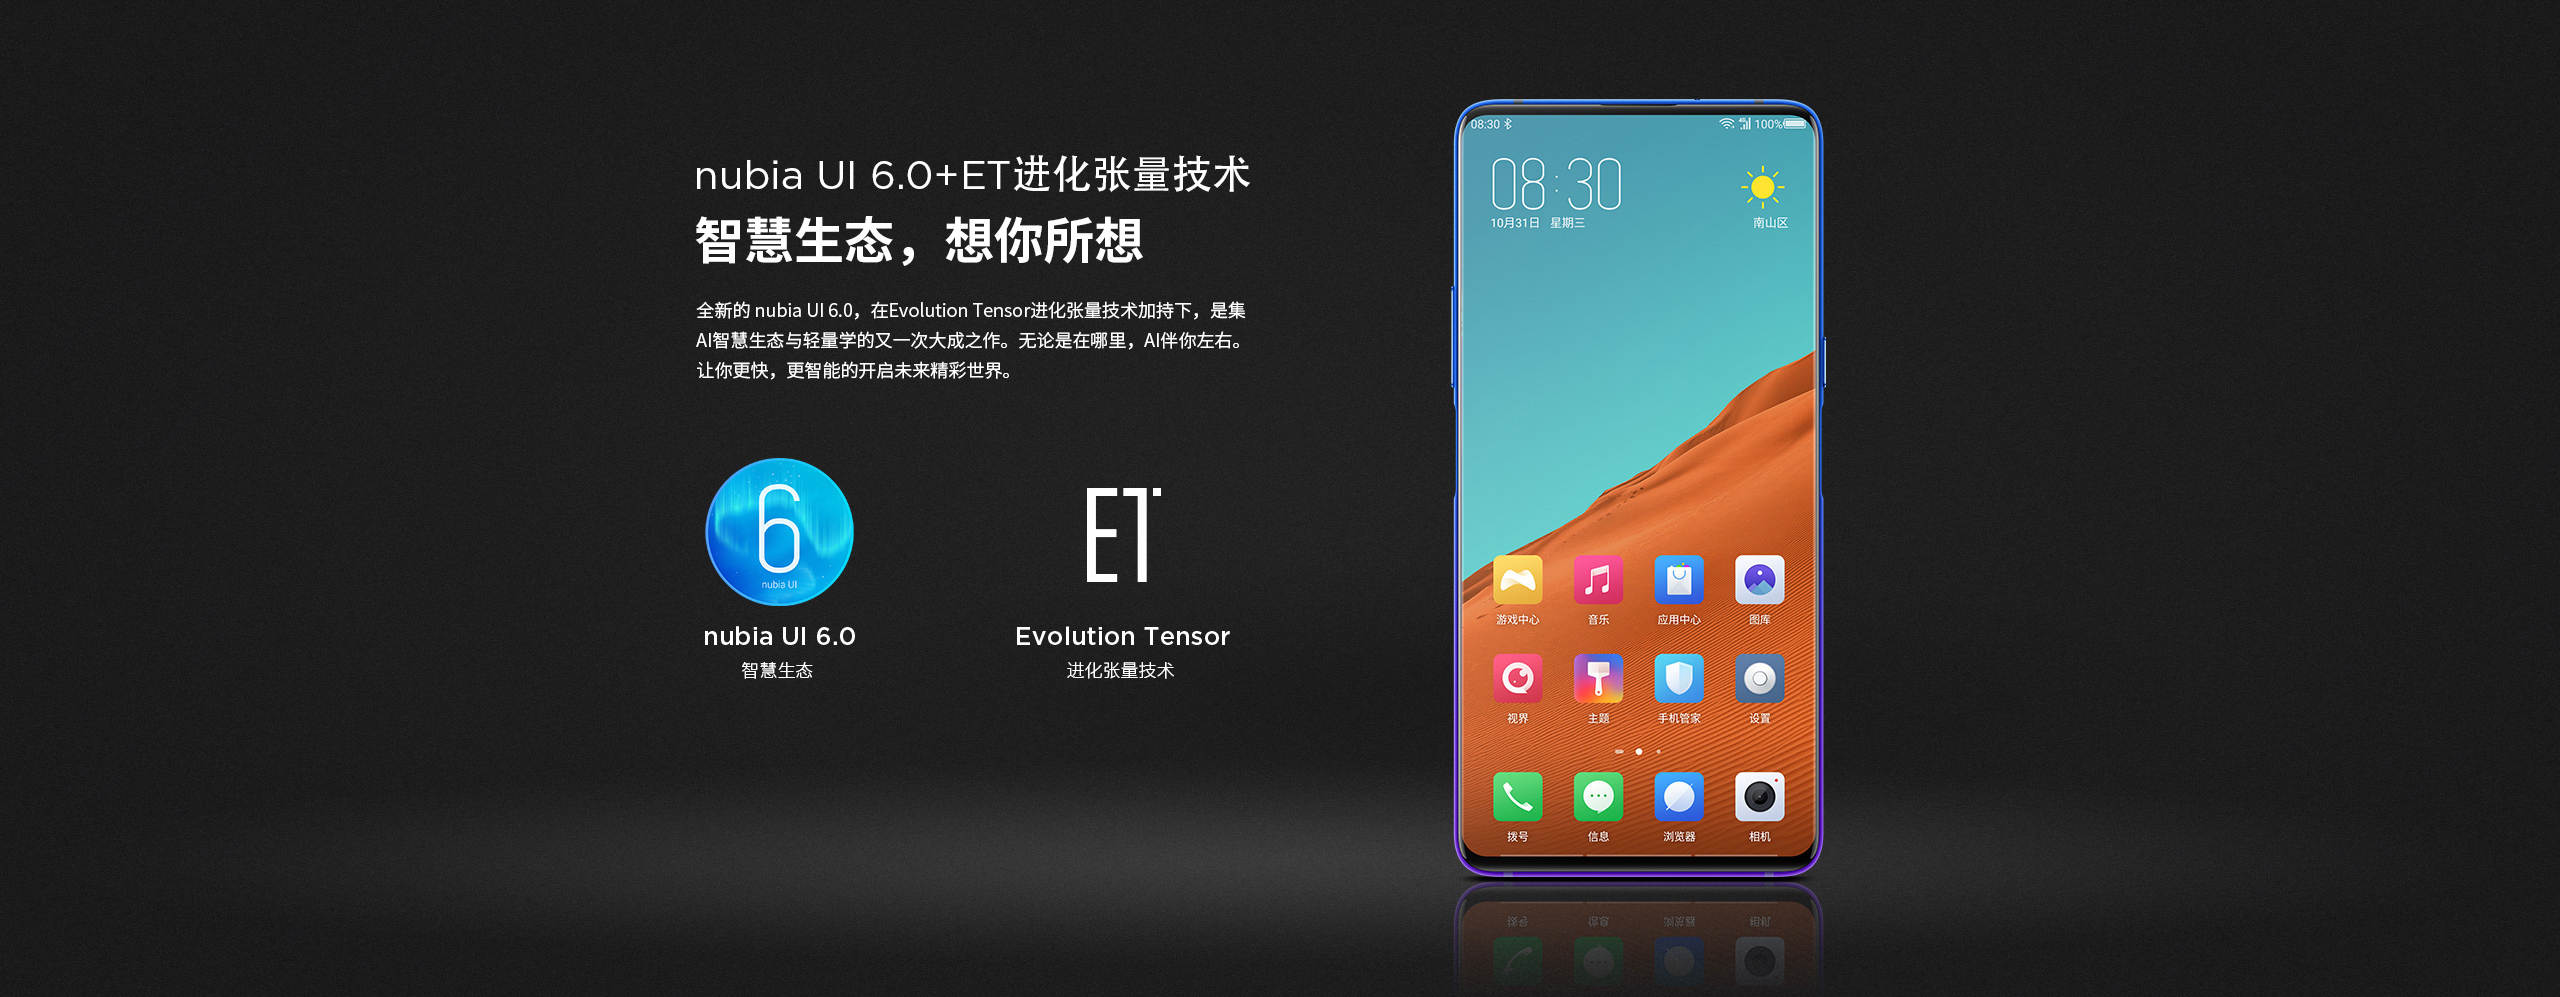 nubia UI 6.0+ET进化张量技术
智慧生态，想你所想
全新的 nubia UI 6.0，在Evolution Tensor进化张量技术加持下，是集
AI智慧生态与轻量学的又一次大成之作。无论是在哪里，AI伴你左右。
让你更快，更智能的开启未来精彩世界。
6
nubia UI
ET
nubia UI 6.0
Evolution Tensor
智慧生态
进化张量技术
08:30 4G 100%
08:30
10月31日 星期三 南山区
游戏中心 音乐 应用中心 图库
视界 主题 手机管家 设置
拨号 信息 浏览器 相机